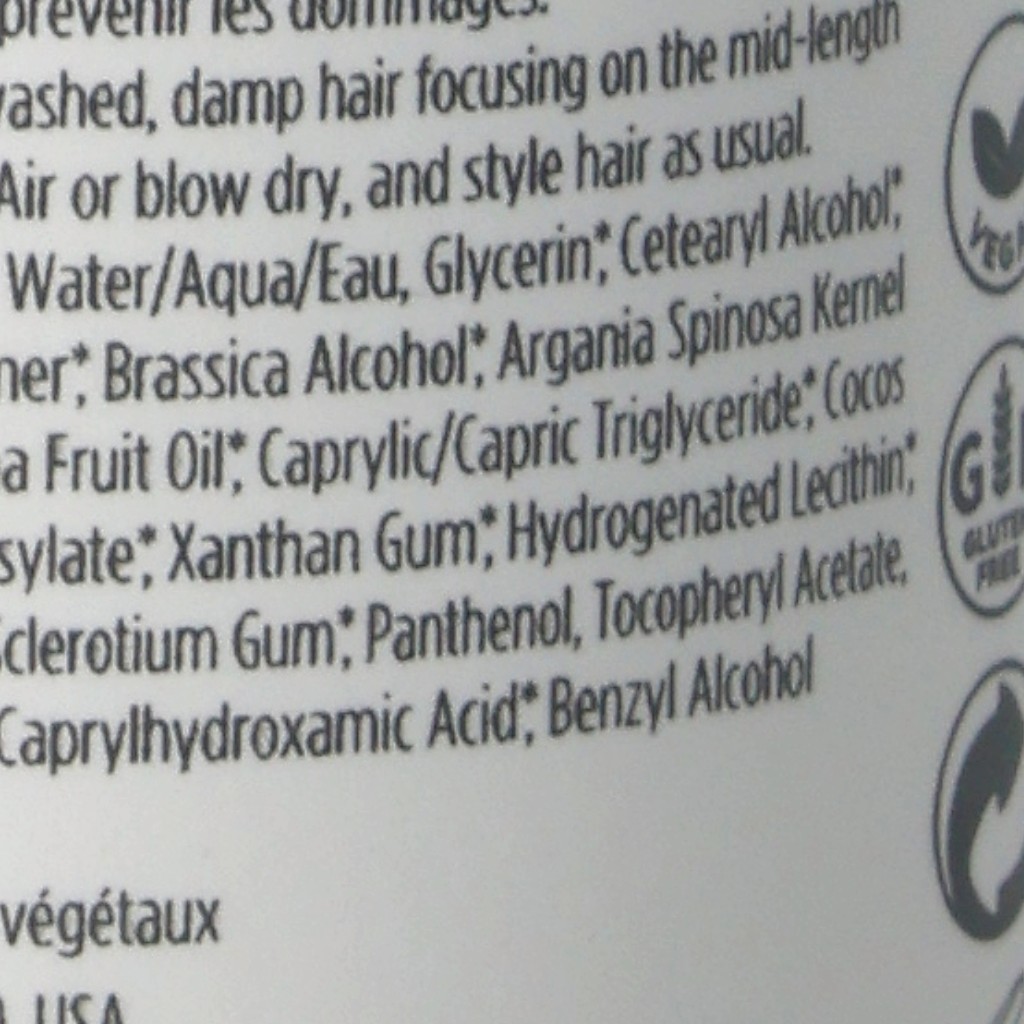 prévenir les dommages.
washed, damp hair focusing on the mid-length
Air or blow dry, and style hair as usual.
Water/Aqua/Eau, Glycerin*, Cetearyl Alcohol*,
Brassica Alcohol*, Argania Spinosa Kernel
Fruit Oil*, Caprylic/Capric Triglyceride*, Cocos
Xanthan Gum*, Hydrogenated Lecithin*,
Sclerotium Gum*, Panthenol, Tocopheryl Acetate,
Caprylhydroxamic Acid*, Benzyl Alcohol
végétaux
USA
GLUTEN
FREE